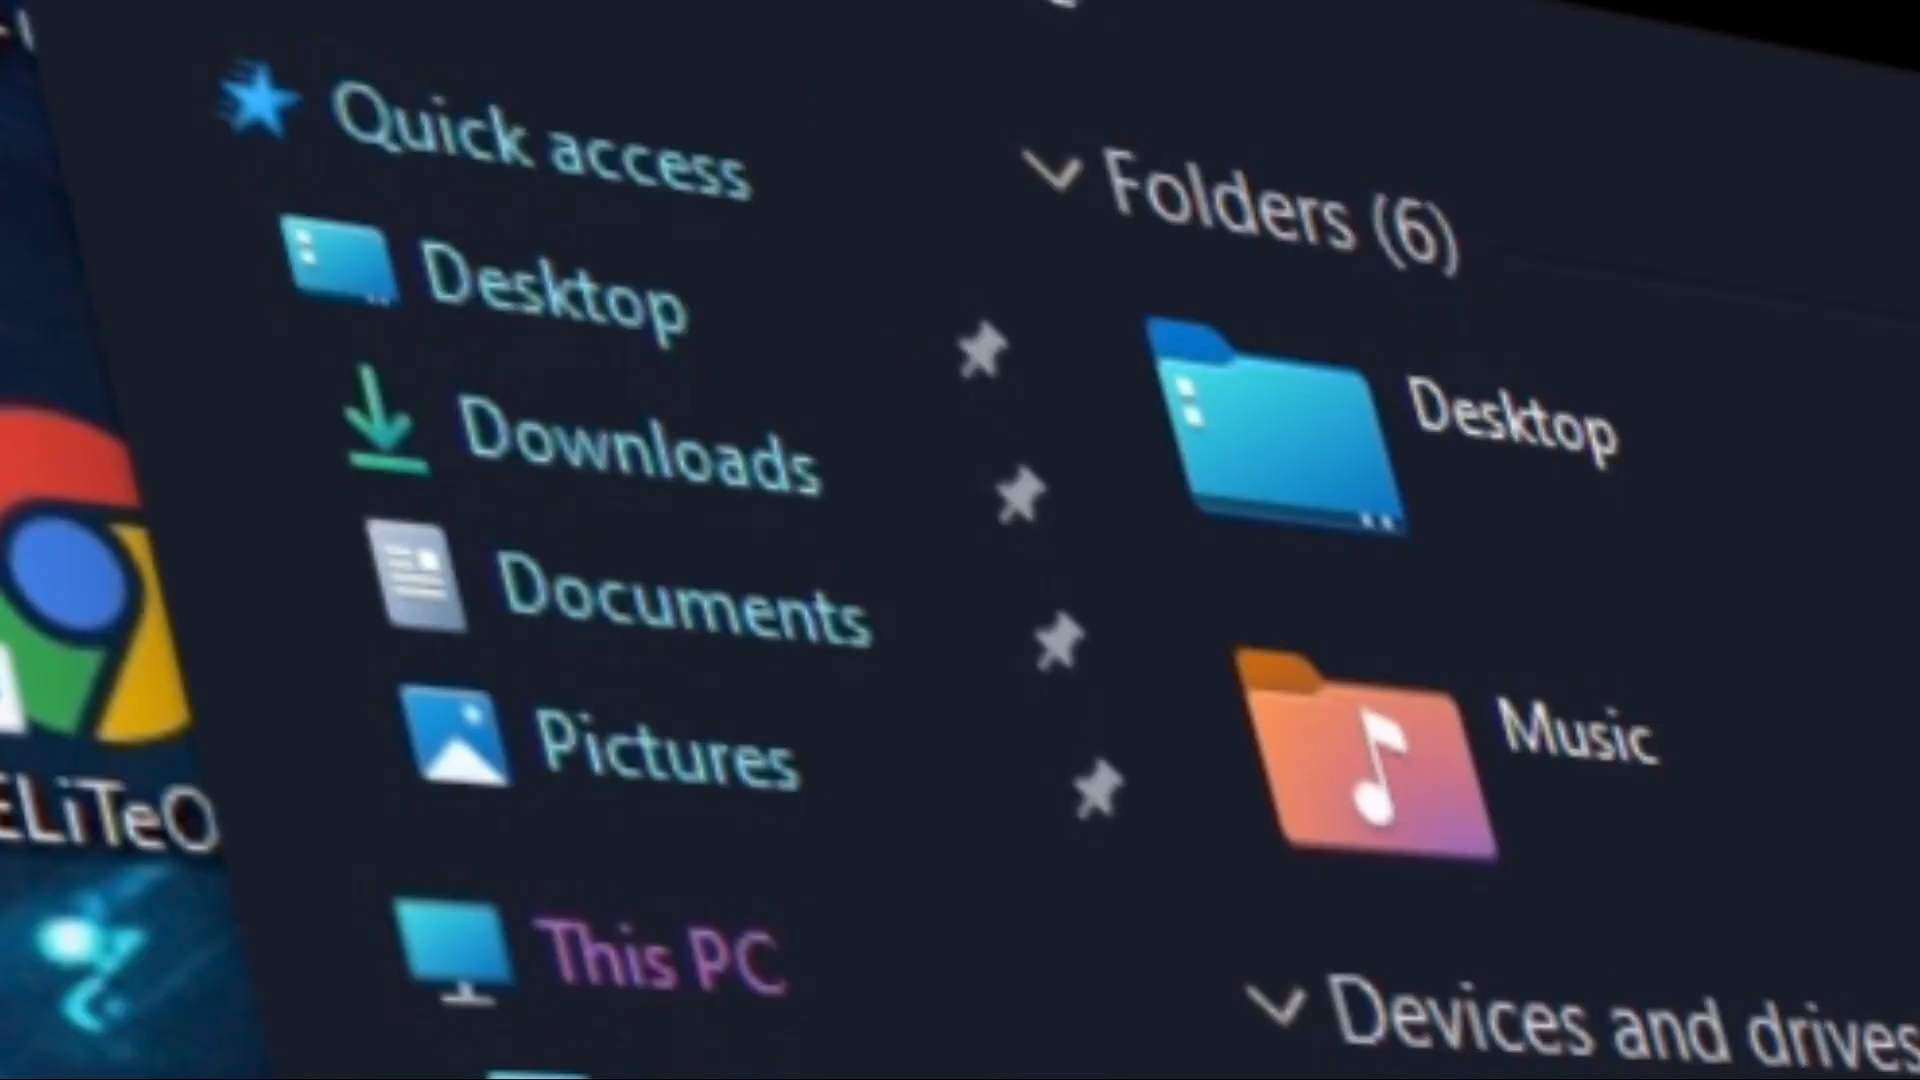 Quick access
Desktop
Downloads
Documents
Pictures
This PC
Folders (6)
Desktop
Music
Devices and drives
ELiTeO